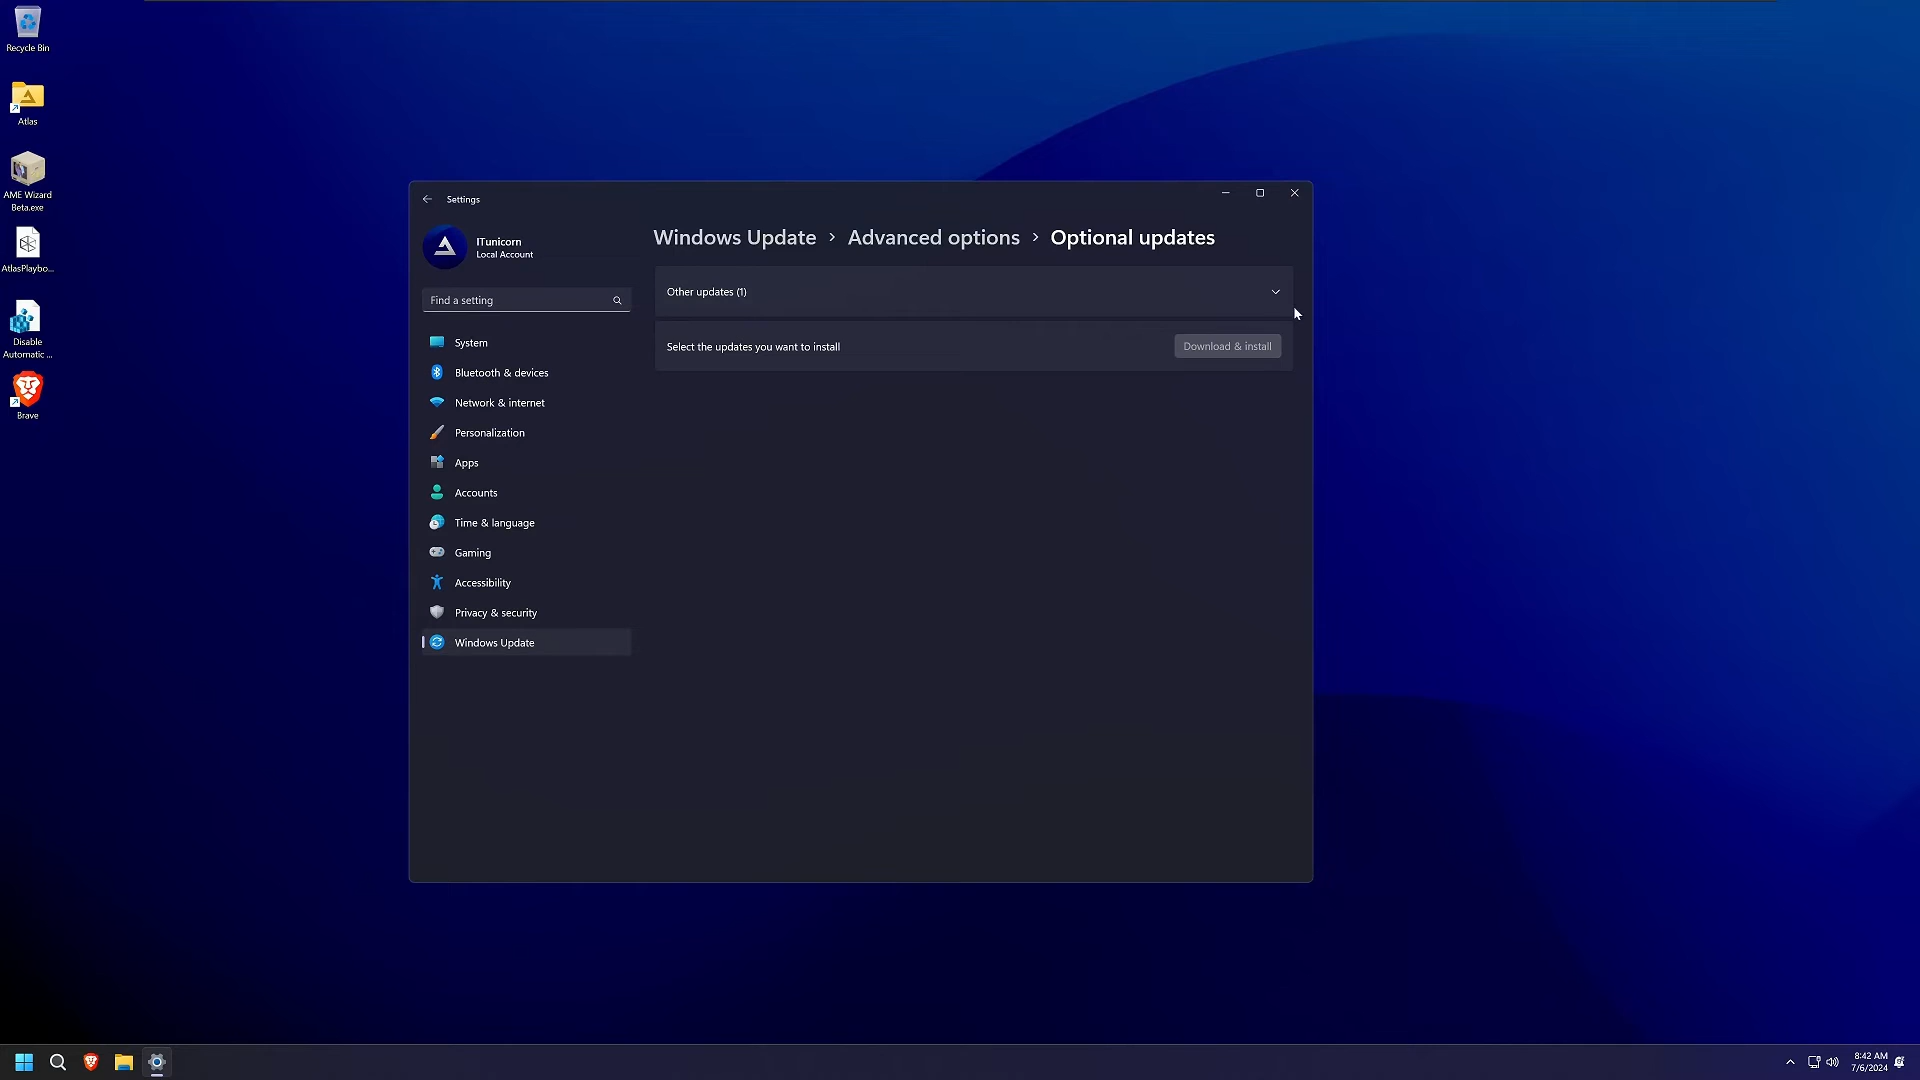 Recycle Bin
Atlas
AME Wizard
Beta.exe
AtlasPlaybo...
Disable
Automatic ...
Brave
Settings
ITunicorn
Local Account
Find a setting
System
Bluetooth & devices
Network & internet
Personalization
Apps
Accounts
Time & language
Gaming
Accessibility
Privacy & security
Windows Update
Windows Update > Advanced options > Optional updates
Other updates (1)
Select the updates you want to install
Download & install
8:42 AM
7/6/2024